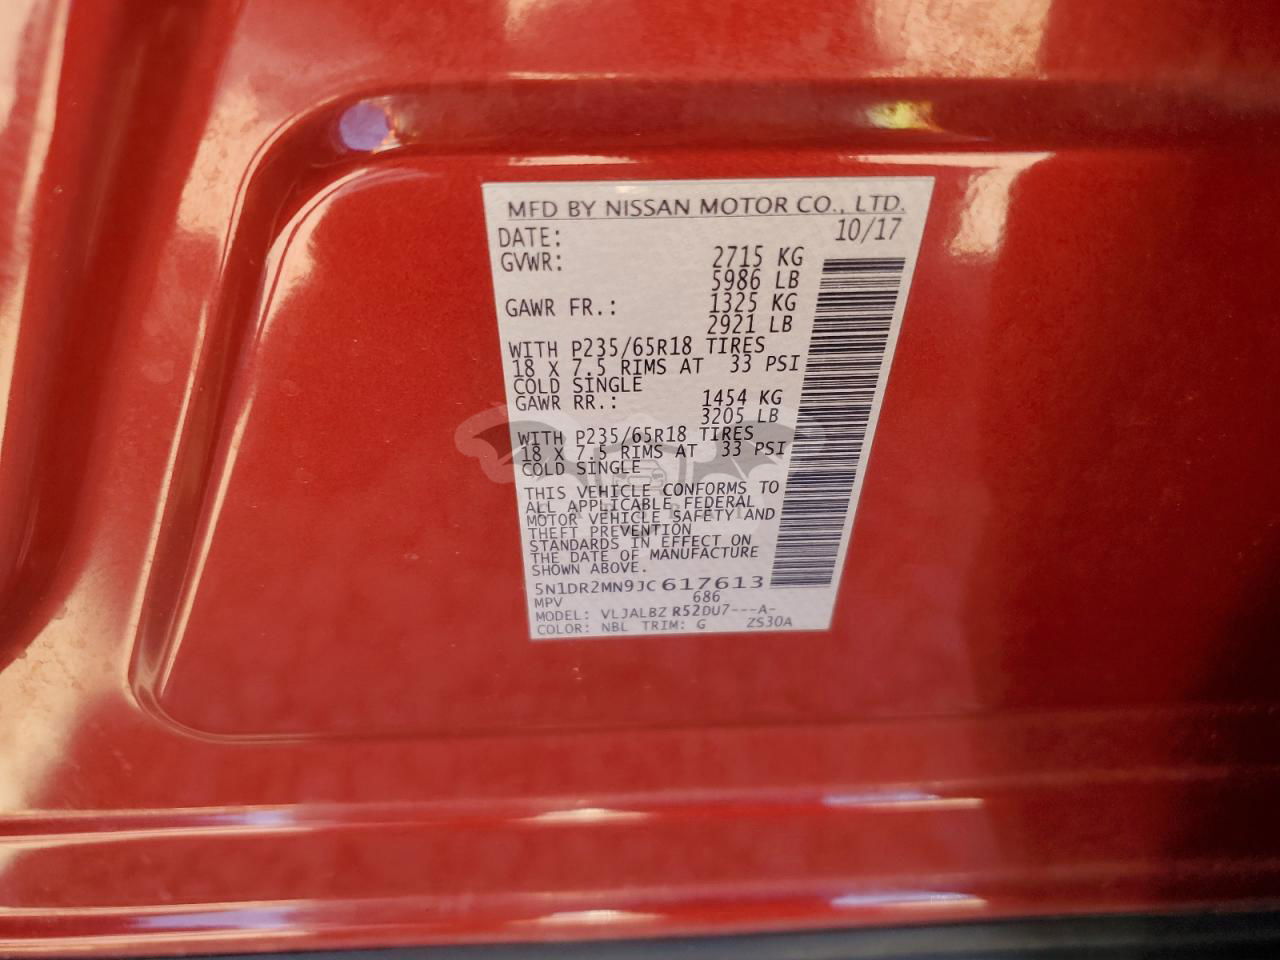 MFD BY NISSAN MOTOR CO., LTD.
DATE: 10/17
GVWR: 2715 KG
5986 LB
GAWR FR.: 1325 KG
2921 LB
WITH P235/65R18 TIRES
18 X 7.5 RIMS AT 33 PSI
COLD SINGLE
GAWR RR.: 1454 KG
3205 LB
WITH P235/65R18 TIRES
18 X 7.5 RIMS AT 33 PSI
COLD SINGLE
THIS VEHICLE CONFORMS TO
ALL APPLICABLE FEDERAL
MOTOR VEHICLE SAFETY AND
THEFT PREVENTION
STANDARDS IN EFFECT ON
THE DATE OF MANUFACTURE
SHOWN ABOVE.
5N1DR2MN9JC617613
MPV 686
MODEL: VLJALBZ R52DU7---A-
COLOR: NBL TRIM: G ZS30A